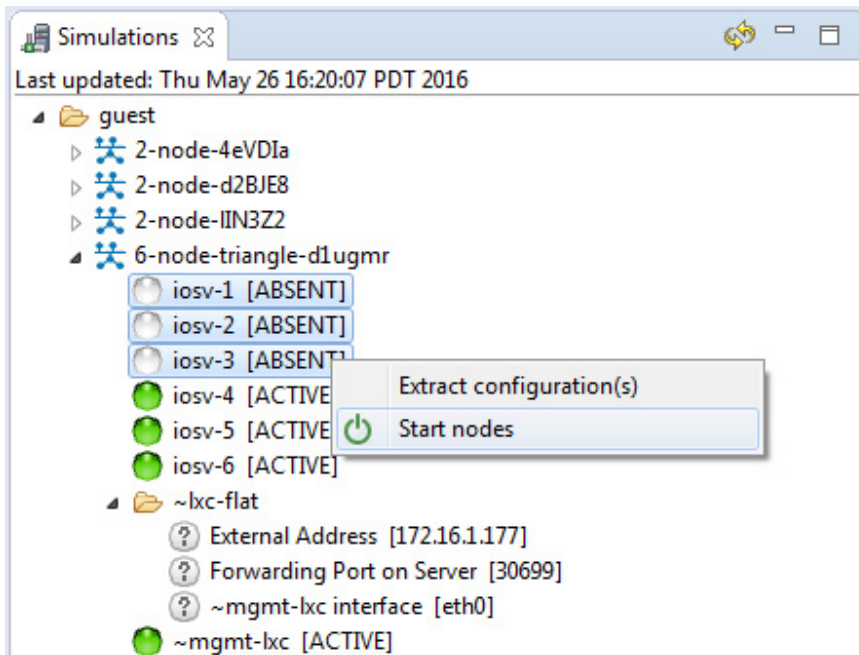 Simulations
Last updated: Thu May 26 16:20:07 PDT 2016
guest
2-node-4eVDIa
2-node-d2BJE8
2-node-lIN3Z2
6-node-triangle-d1ugmr
iosv-1 [ABSENT]
iosv-2 [ABSENT]
iosv-3 [ABSENT]
Extract configuration(s)
iosv-4 [ACTIVE
Start nodes
iosv-5 [ACTIVE
iosv-6 [ACTIVE]
~lxc-flat
External Address [172.16.1.177]
Forwarding Port on Server [30699]
~mgmt-lxc interface [eth0]
~mgmt-lxc [ACTIVE]